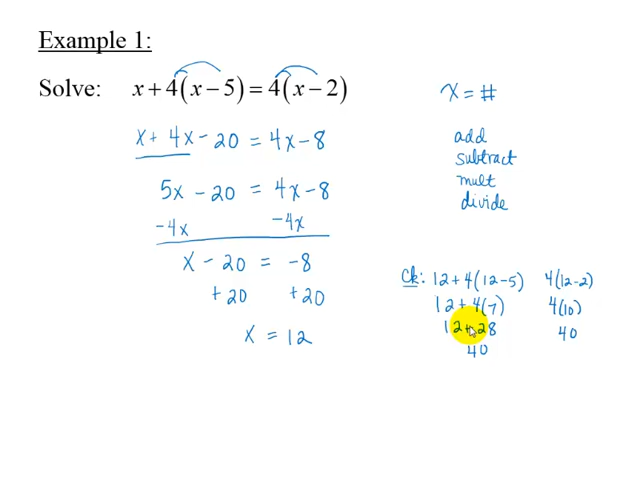 Example 1:
Solve: x + 4(x − 5) = 4(x − 2)
x + 4x − 20 = 4x − 8
5x − 20 = 4x − 8
−4x −4x
x − 20 = −8
+20 +20
x = 12
x = #
add
subtract
mult
divide
Ck: 12 + 4(12 − 5) 4(12 − 2)
12 + 4(7) 4(10)
12 + 28 40
40